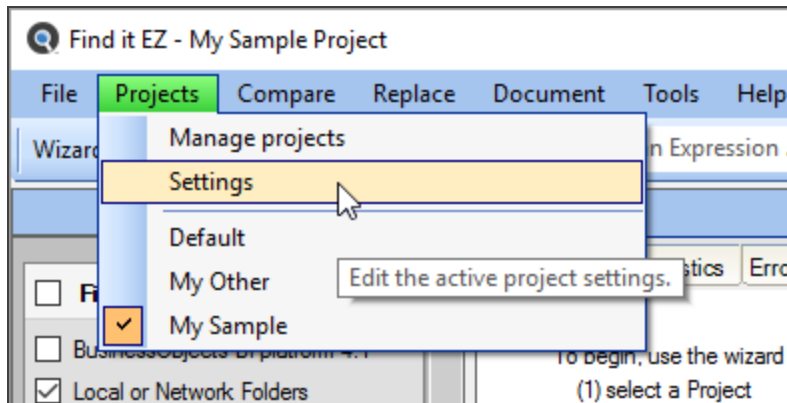 Find it EZ - My Sample Project
File Projects Compare Replace Document Tools Help
Manage projects
n Expression
Settings
Default
My Other
Edit the active project settings.
My Sample
BusinessObjects BI platform 4.1
To begin, use the wizard
Local or Network Folders
(1) select a Project